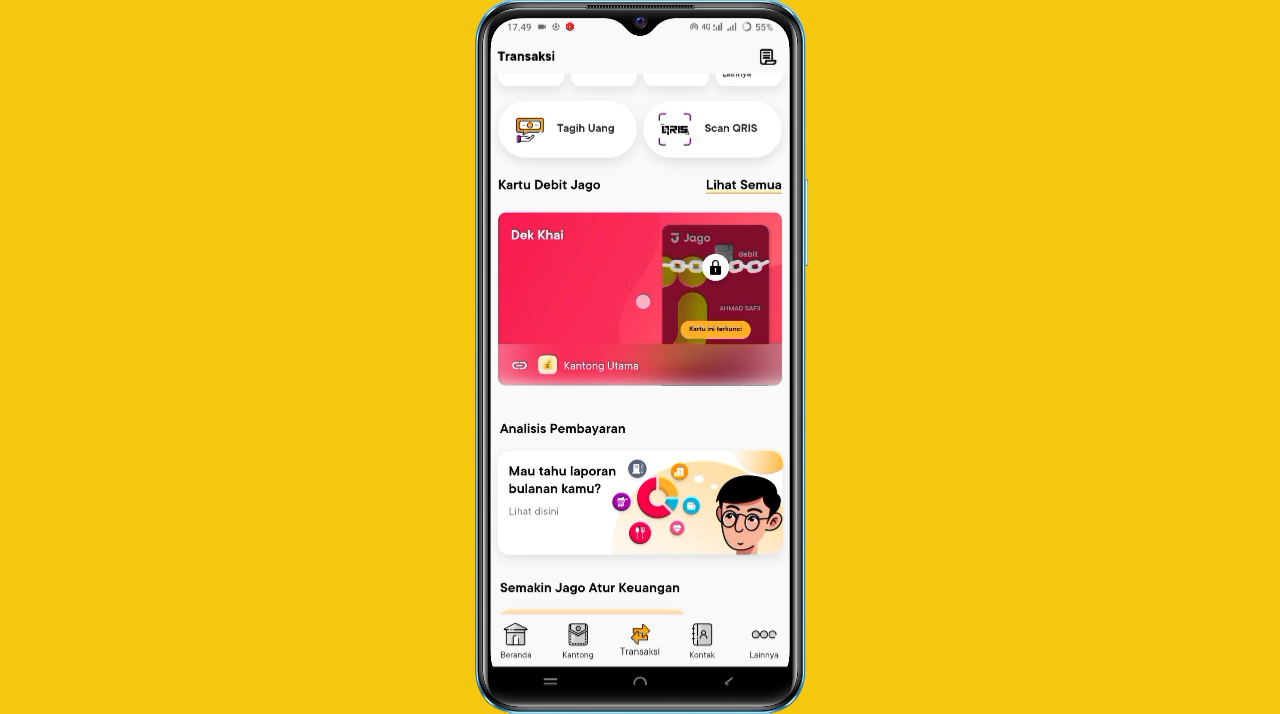 17.49
4G
55%
Transaksi
Lainnya
Tagih Uang
QRIS
Scan QRIS
Kartu Debit Jago
Lihat Semua
Dek Khai
Jago
debit
AHMAD SAFII
Kartu ini terkunci
Kantong Utama
Analisis Pembayaran
Mau tahu laporan
bulanan kamu?
Lihat disini
Semakin Jago Atur Keuangan
Beranda
Kantong
Transaksi
Kontak
Lainnya